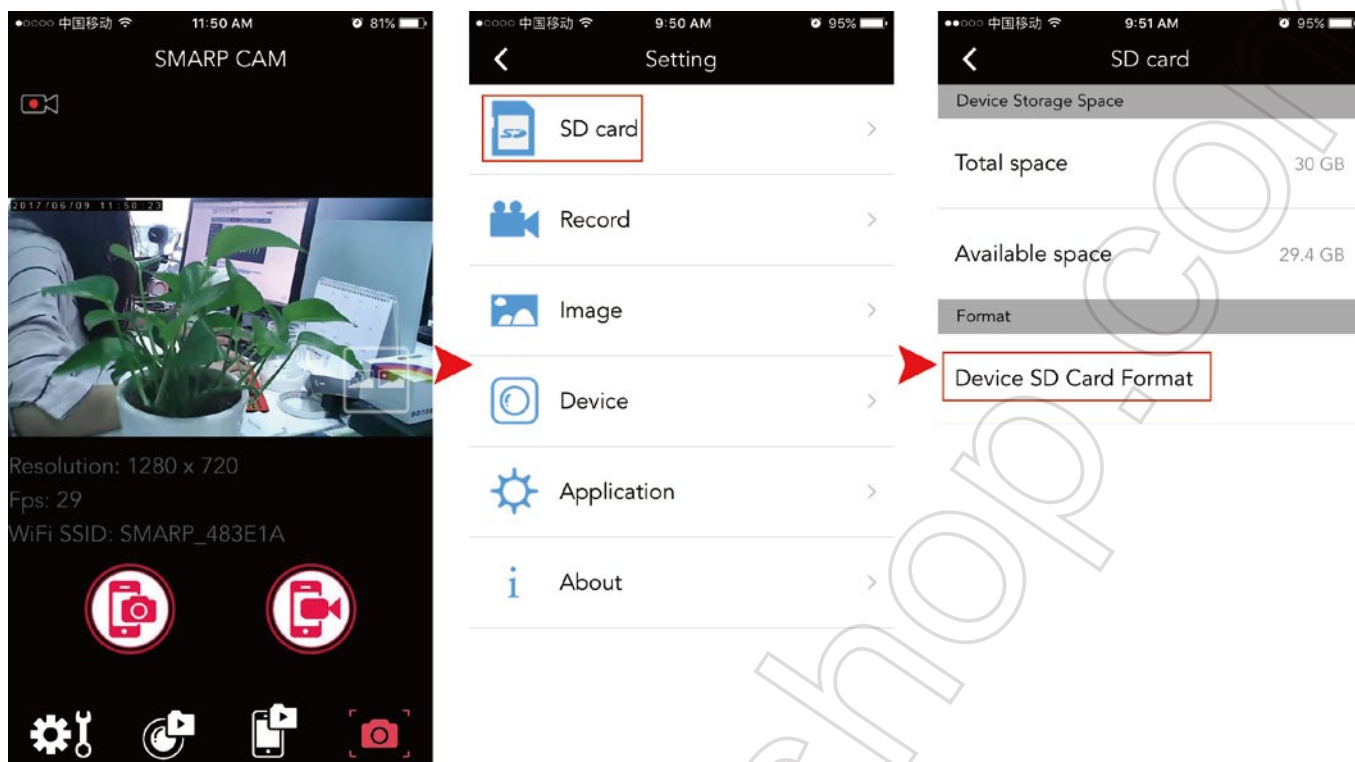 中国移动 11:50 AM 81%
SMARP CAM
2017/06/09 11:50:23
Resolution: 1280 x 720
Fps: 29
WiFi SSID: SMARP_483E1A
中国移动 9:50 AM 95%
Setting
SD card
Record
Image
Device
Application
i About
中国移动 9:51 AM 95%
SD card
Device Storage Space
Total space 30 GB
Available space 29.4 GB
Format
Device SD Card Format
shop.com